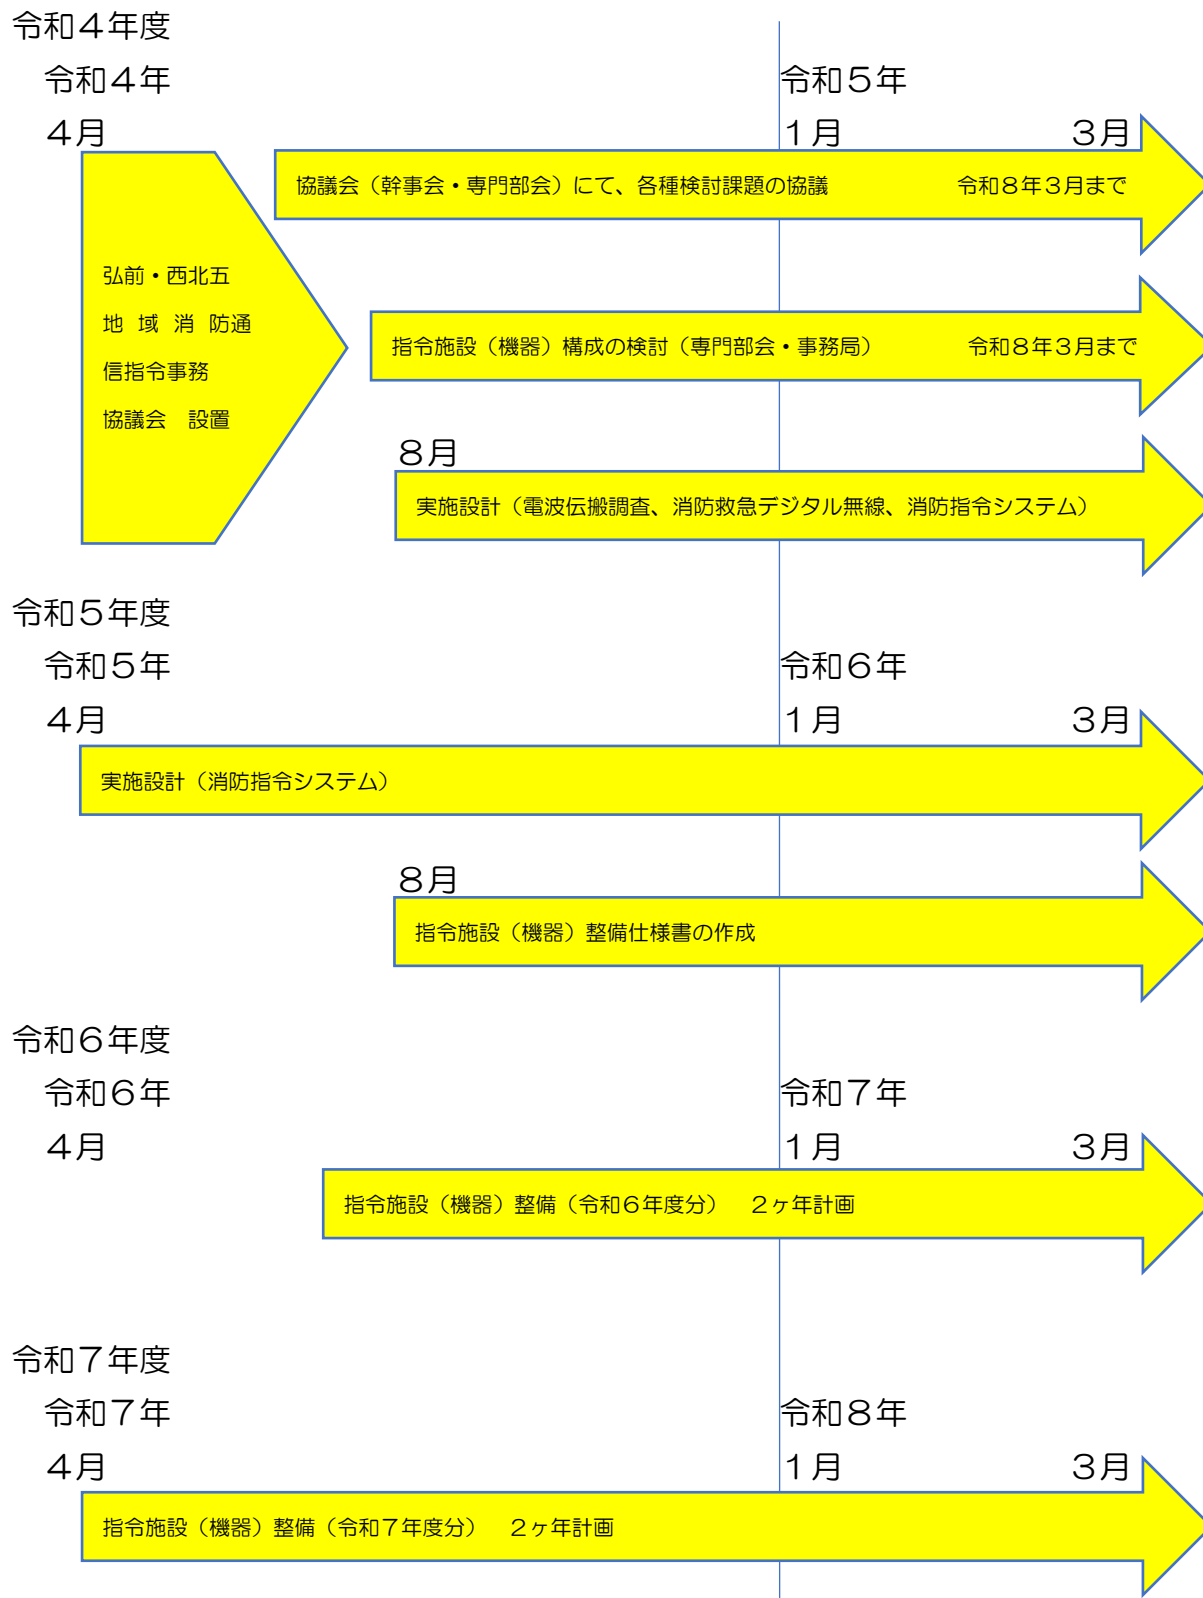 令和４年度
令和４年
令和５年
４月
１月
３月
協議会（幹事会・専門部会）にて、各種検討課題の協議　令和８年３月まで
弘前・西北五
地 域 消 防通
信指令事務
協議会　設置
指令施設（機器）構成の検討（専門部会・事務局）　令和８年３月まで
８月
実施設計（電波伝搬調査、消防救急デジタル無線、消防指令システム）
令和５年度
令和５年
令和６年
４月
１月
３月
実施設計（消防指令システム）
８月
指令施設（機器）整備仕様書の作成
令和６年度
令和６年
令和７年
４月
１月
３月
指令施設（機器）整備（令和６年度分）　２ヶ年計画
令和７年度
令和７年
令和８年
４月
１月
３月
指令施設（機器）整備（令和７年度分）　２ヶ年計画